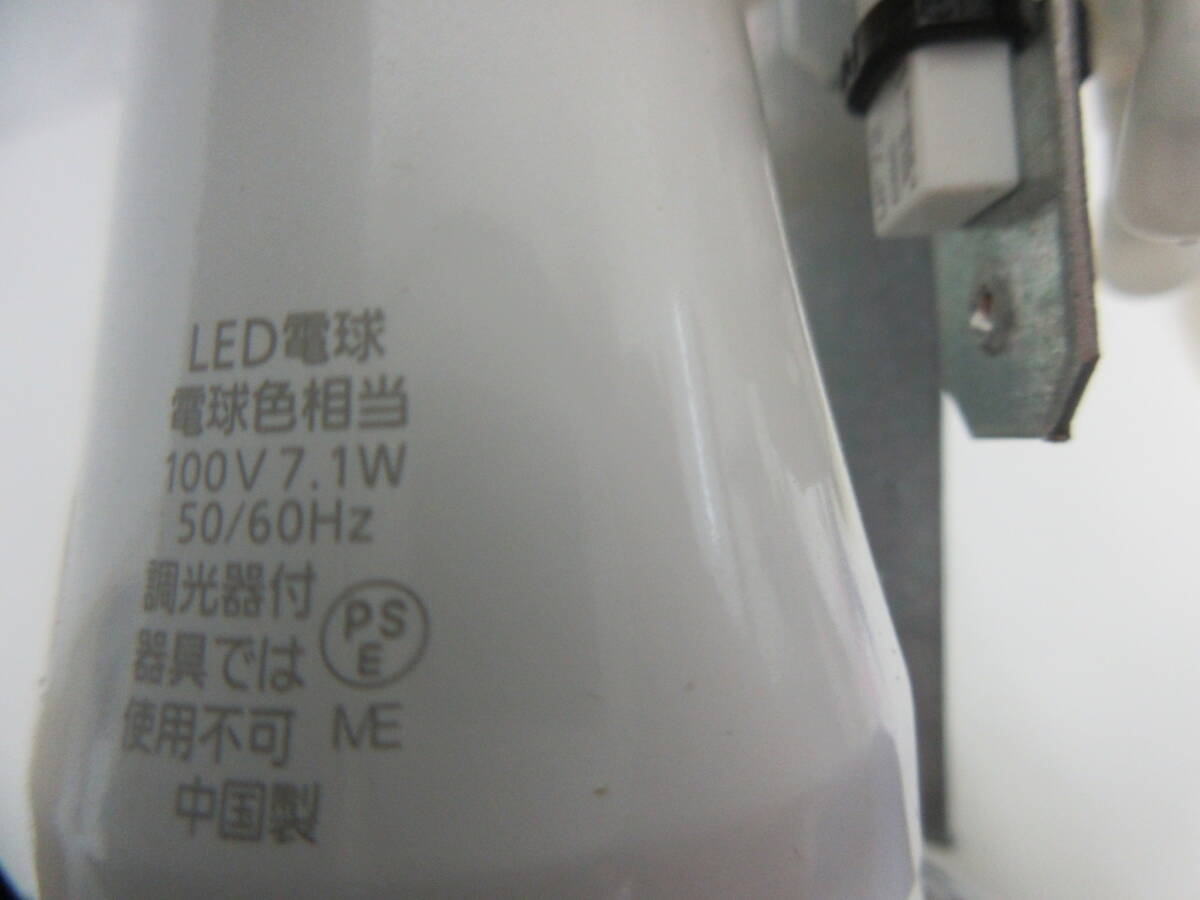 LED電球
電球色相当
100V 7.1W
50/60Hz
調光器付
器具では
使用不可
PS
E
ME
中国製